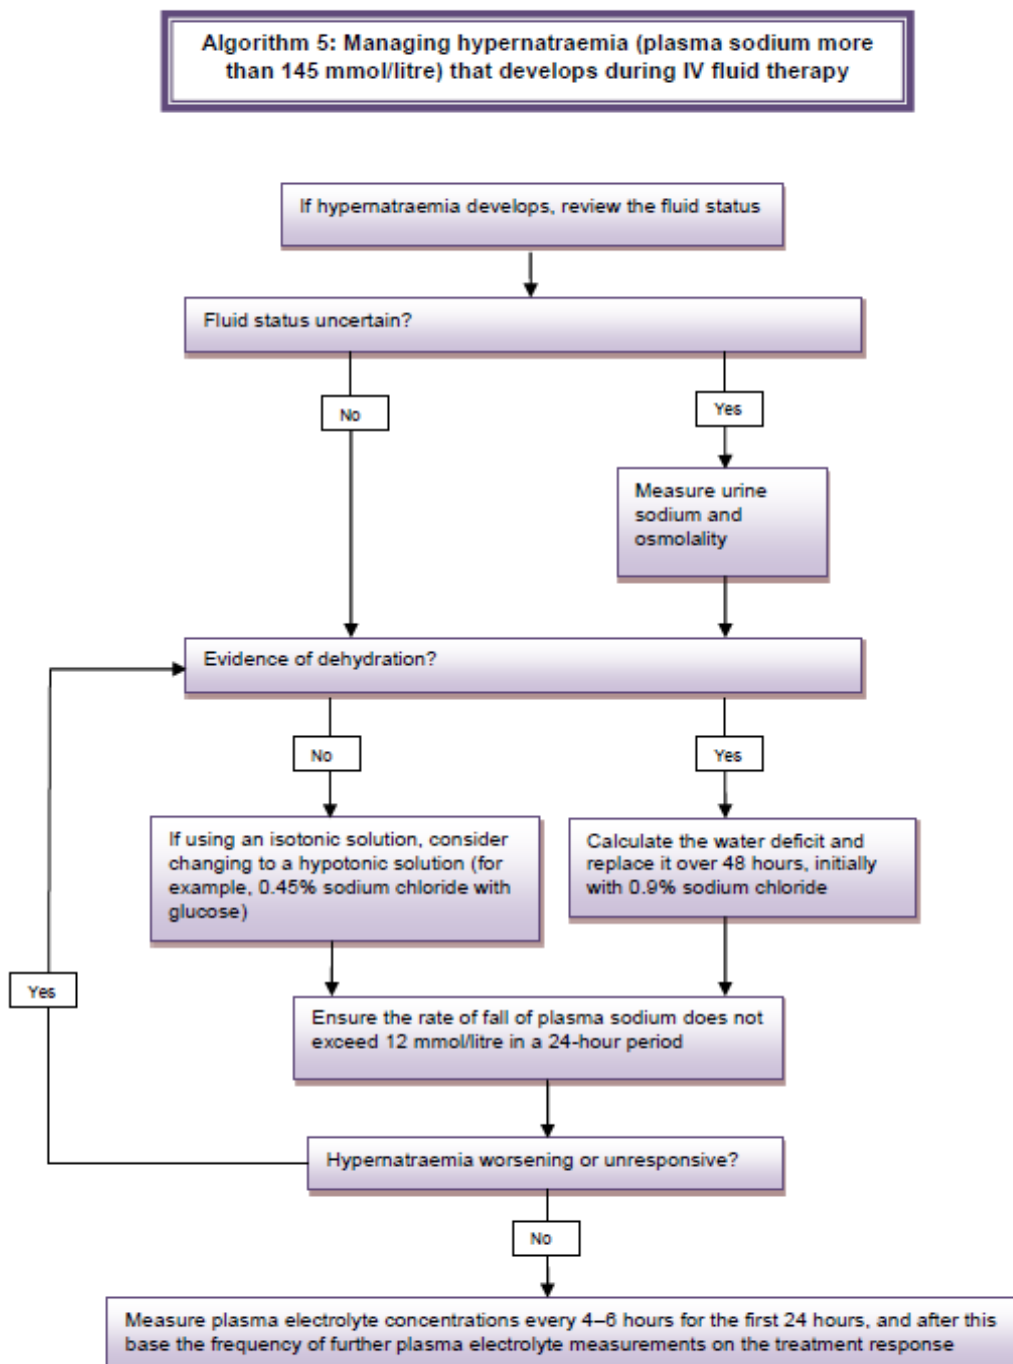 Algorithm 5: Managing hypernatraemia (plasma sodium more
than 145 mmol/litre) that develops during IV fluid therapy
If hypernatraemia develops, review the fluid status
Fluid status uncertain?
No
Yes
Measure urine
sodium and
osmolality
Evidence of dehydration?
No
Yes
If using an isotonic solution, consider
changing to a hypotonic solution (for
example, 0.45% sodium chloride with
glucose)
Calculate the water deficit and
replace it over 48 hours, initially
with 0.9% sodium chloride
Yes
Ensure the rate of fall of plasma sodium does not
exceed 12 mmol/litre in a 24-hour period
Hypernatraemia worsening or unresponsive?
No
Measure plasma electrolyte concentrations every 4–6 hours for the first 24 hours, and after this
base the frequency of further plasma electrolyte measurements on the treatment response